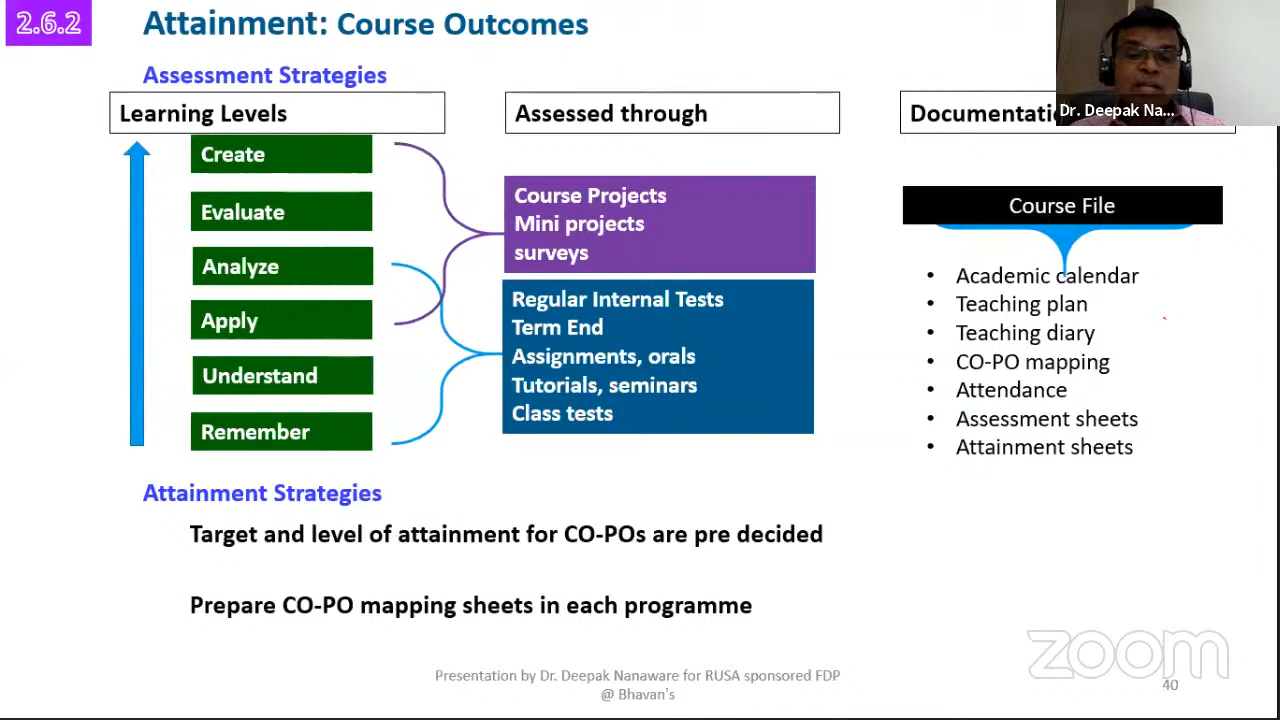 2.6.2
Attainment: Course Outcomes
Assessment Strategies
Learning Levels
Create
Evaluate
Analyze
Apply
Understand
Remember
Assessed through
Course Projects
Mini projects
surveys
Regular Internal Tests
Term End
Assignments, orals
Tutorials, seminars
Class tests
Dr. Deepak Na...
Course File
• Academic calendar
• Teaching plan
• Teaching diary
• CO-PO mapping
• Attendance
• Assessment sheets
• Attainment sheets
Attainment Strategies
Target and level of attainment for CO-POs are pre decided
Prepare CO-PO mapping sheets in each programme
Presentation by Dr. Deepak Nanaware for RUSA sponsored FDP
@ Bhavan's
40
zoom